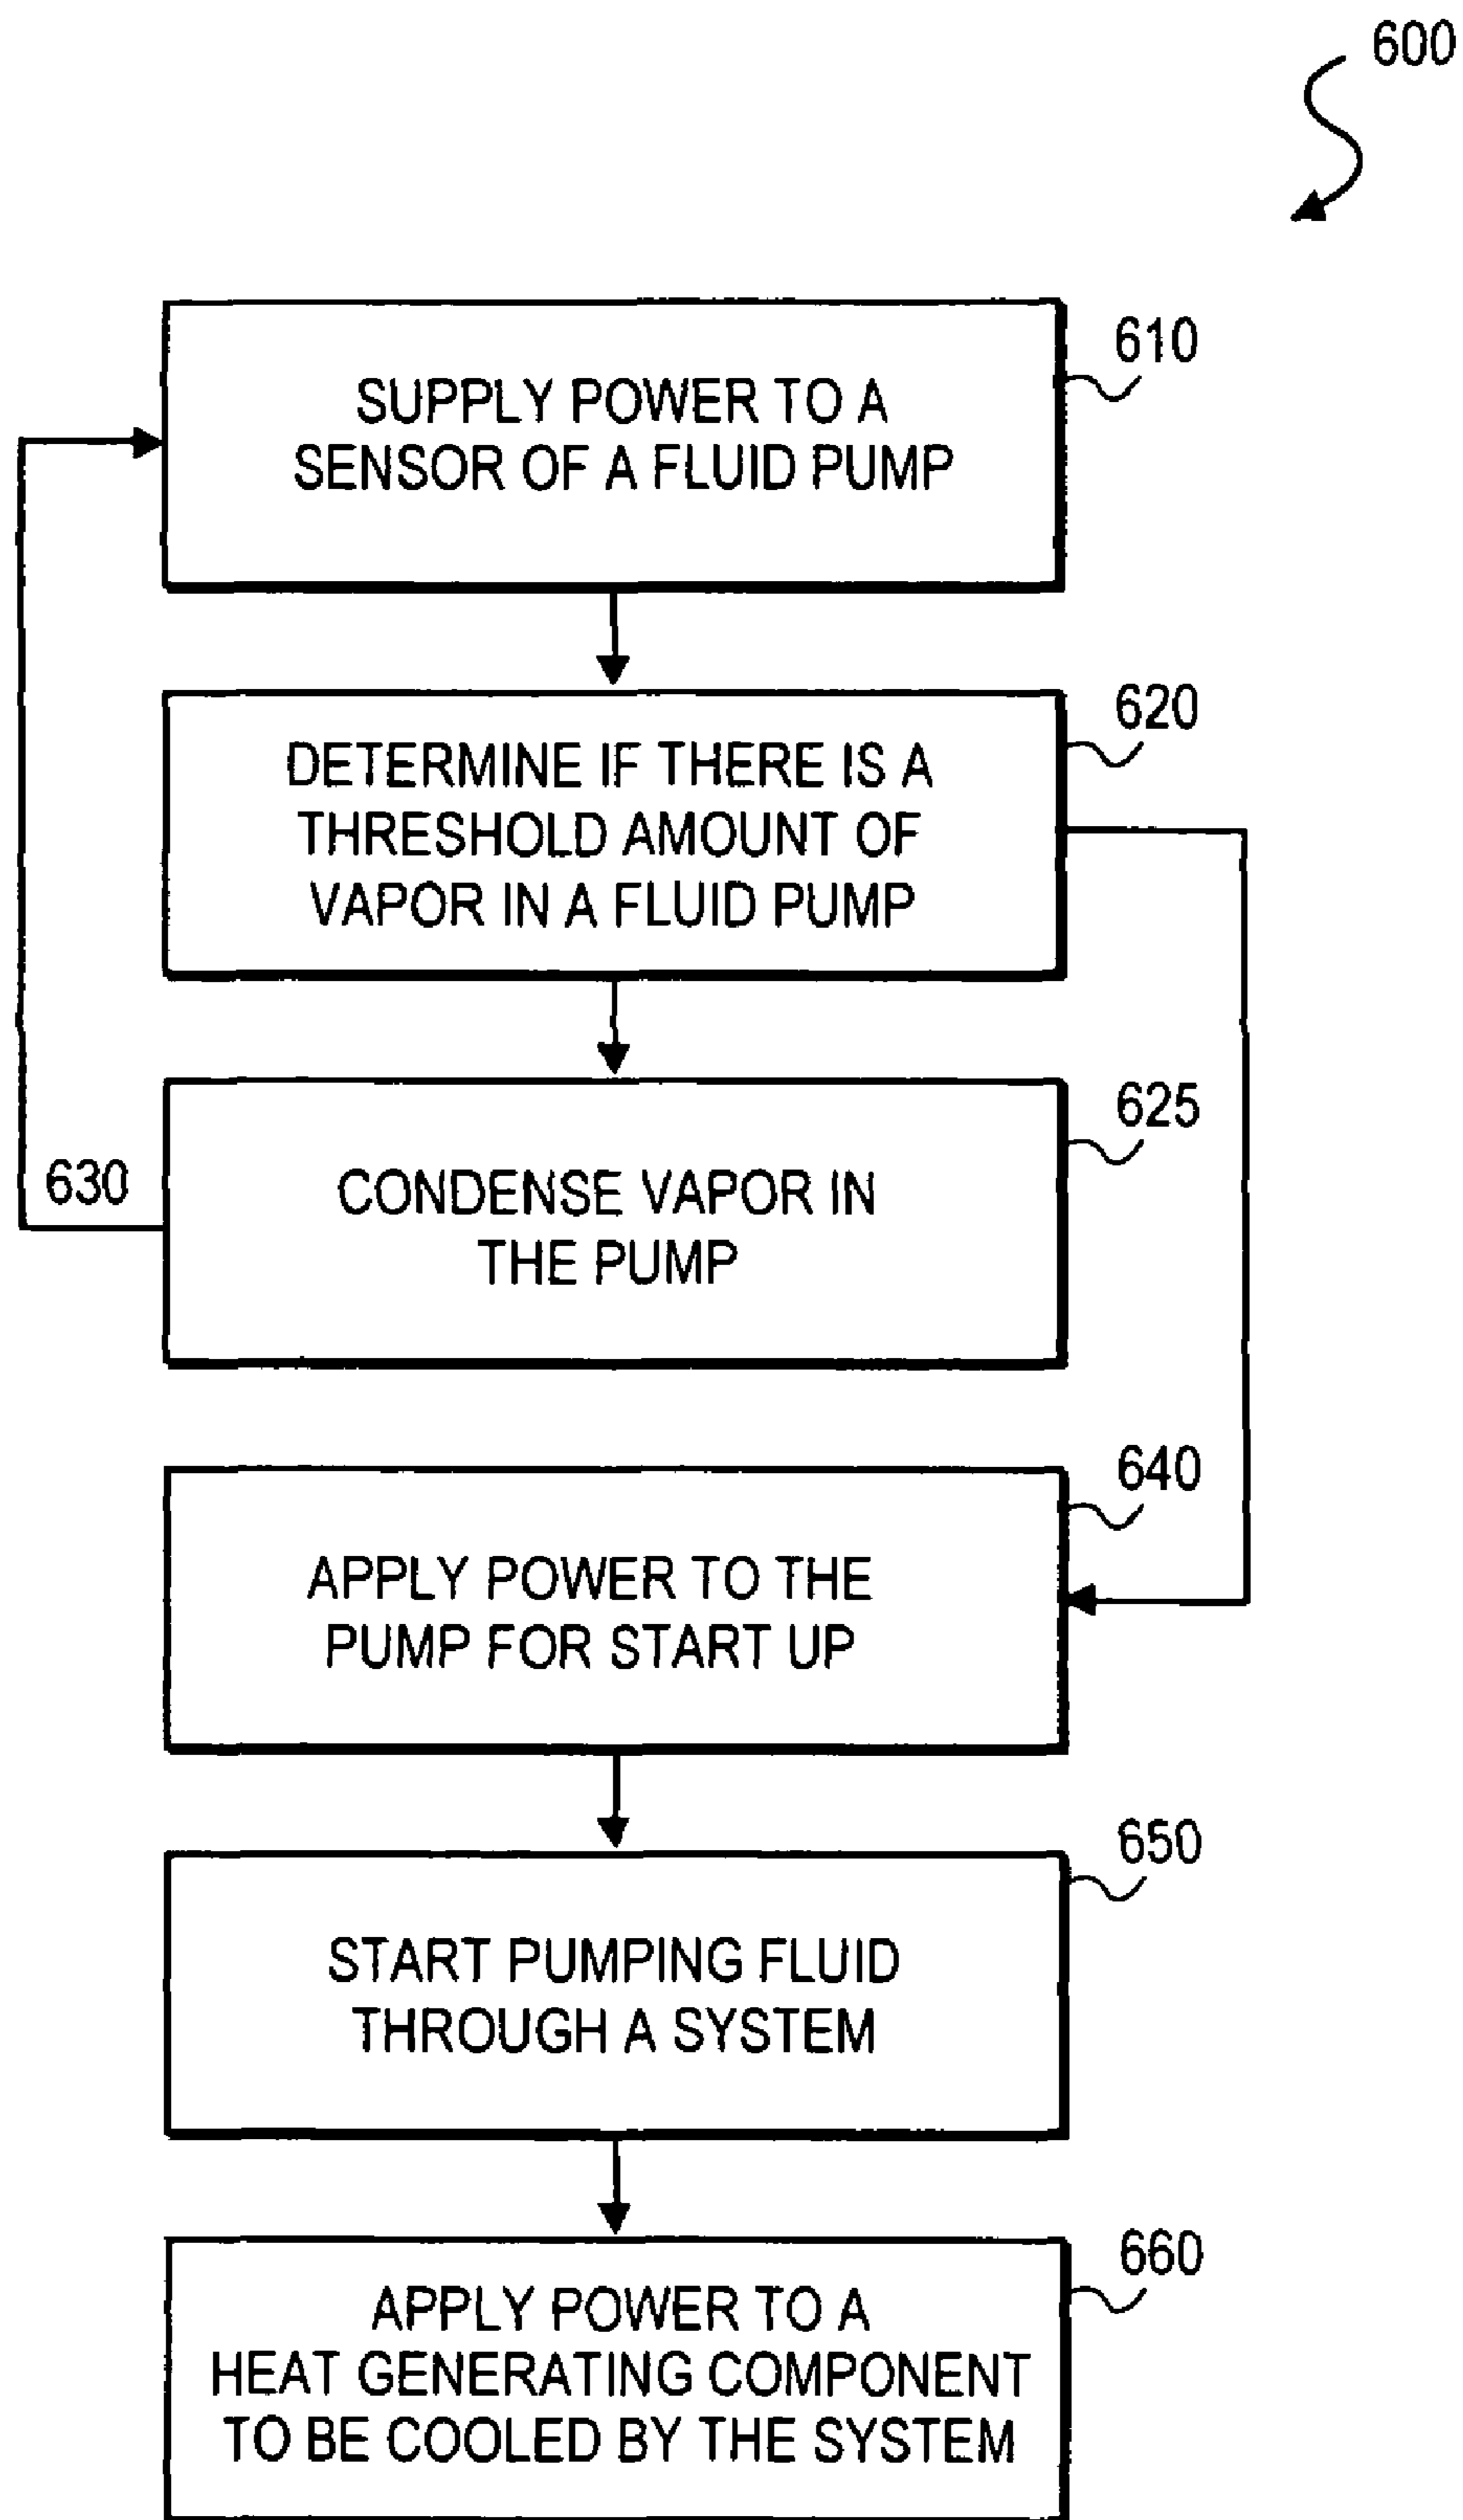 600
610
SUPPLY POWER TO A
SENSOR OF A FLUID PUMP
620
DETERMINE IF THERE IS A
THRESHOLD AMOUNT OF
VAPOR IN A FLUID PUMP
625
630
CONDENSE VAPOR IN
THE PUMP
640
APPLY POWER TO THE
PUMP FOR START UP
650
START PUMPING FLUID
THROUGH A SYSTEM
660
APPLY POWER TO A
HEAT GENERATING COMPONENT
TO BE COOLED BY THE SYSTEM